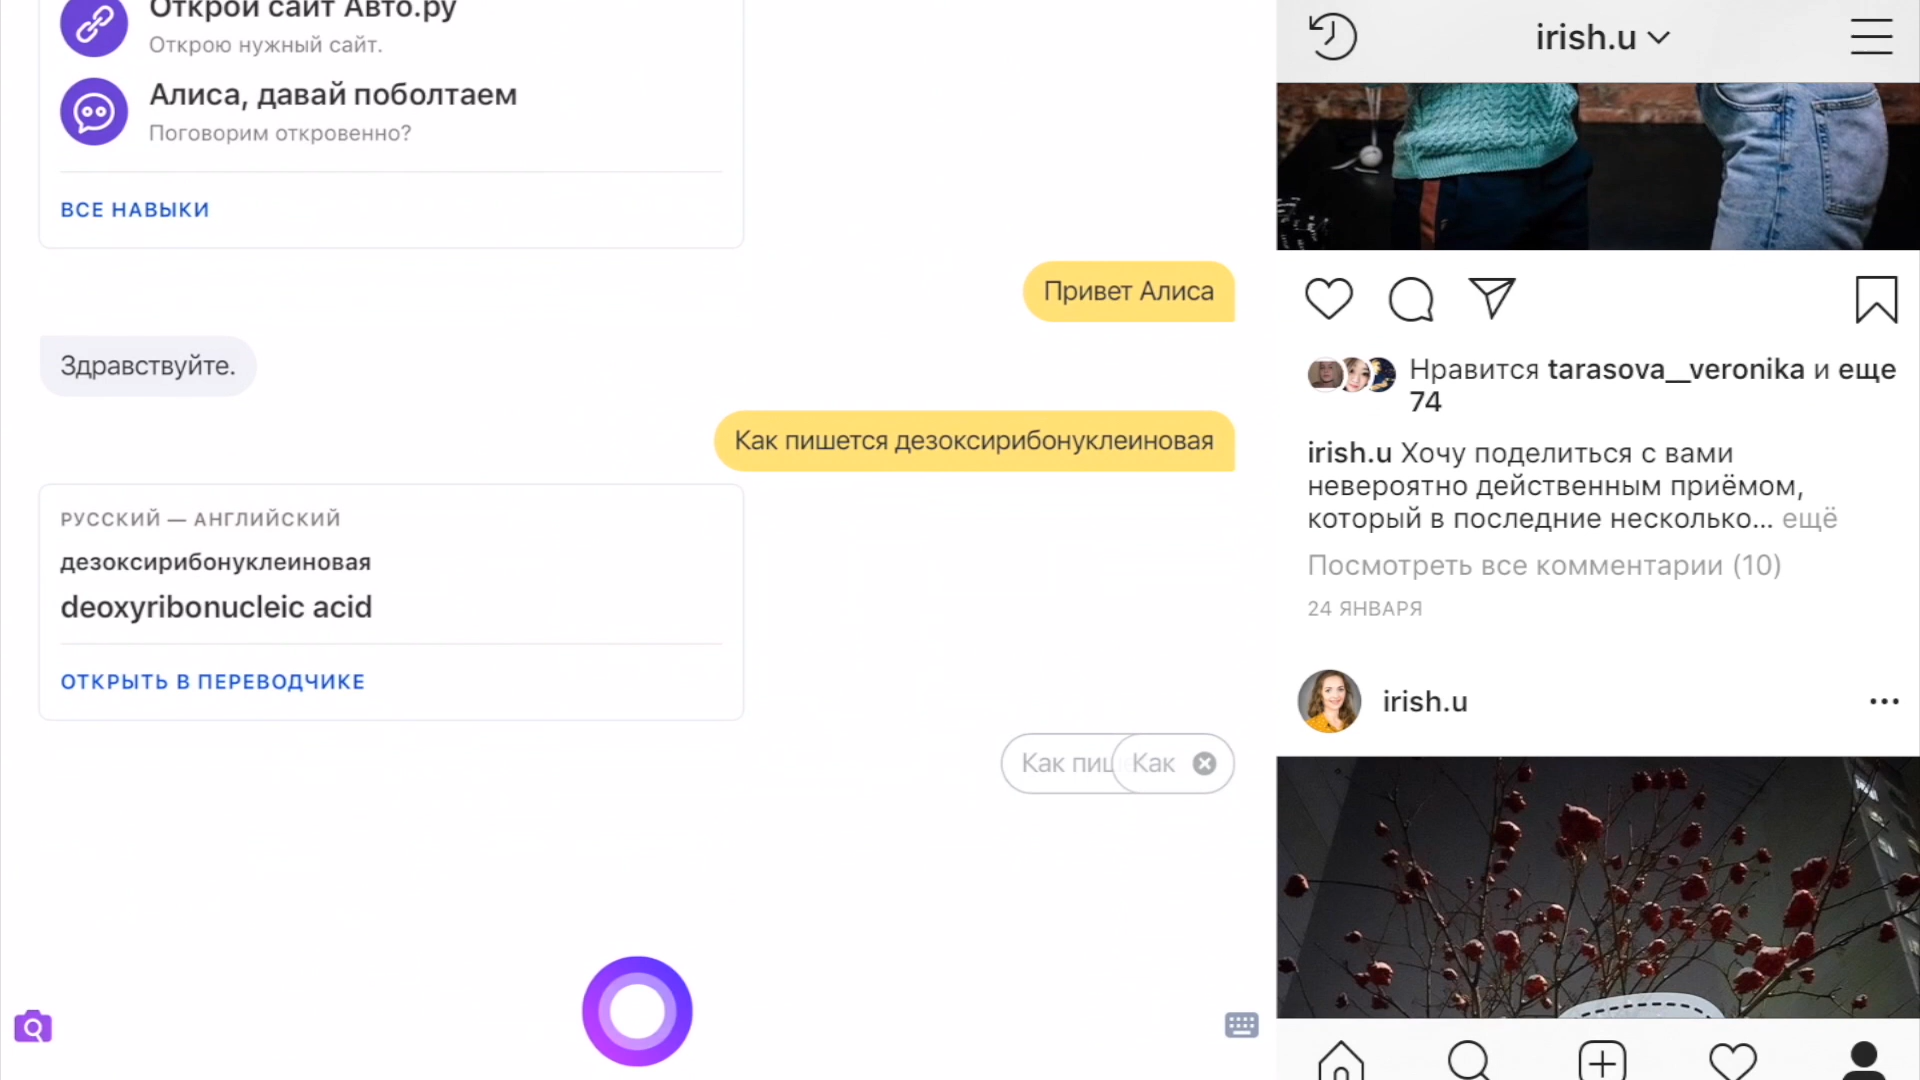 Открой сайт Авто.ру
Открою нужный сайт.
Алиса, давай поболтаем
Поговорим откровенно?
ВСЕ НАВЫКИ
Привет Алиса
Здравствуйте.
Как пишется дезоксирибонуклеиновая
РУССКИЙ — АНГЛИЙСКИЙ
дезоксирибонуклеиновая
deoxyribonucleic acid
ОТКРЫТЬ В ПЕРЕВОДЧИКЕ
Как Как
irish.u
Нравится tarasova__veronika и еще
74
irish.u Хочу поделиться с вами
невероятно действенным приёмом,
который в последние несколько... ещё
Посмотреть все комментарии (10)
24 ЯНВАРЯ
irish.u